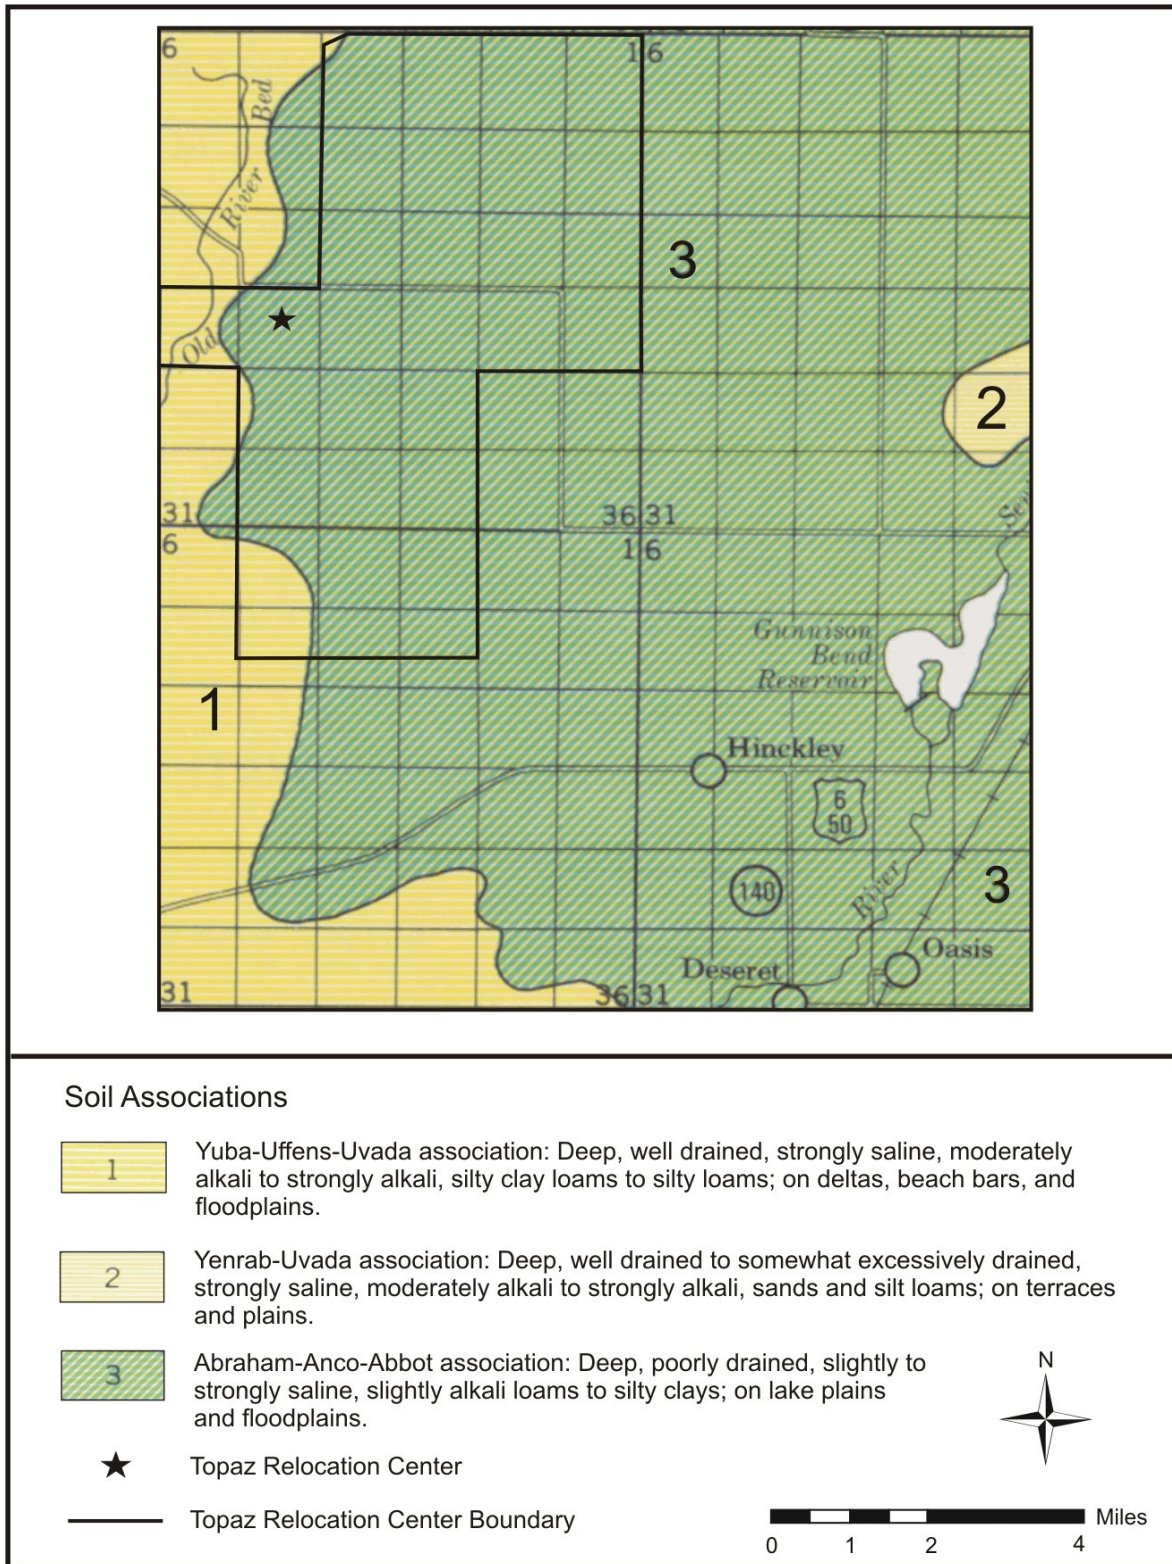 6
1 6
Bed
River
Old
3
2
31
36 31
6
1 6
Gunnison
Bend
Reservoir
1
Hinckley
6
50
140
River
3
Oasis
Deseret
31
36 31
Soil Associations
1
Yuba-Uffens-Uvada association: Deep, well drained, strongly saline, moderately
alkali to strongly alkali, silty clay loams to silty loams; on deltas, beach bars, and
floodplains.
2
Yenrab-Uvada association: Deep, well drained to somewhat excessively drained,
strongly saline, moderately alkali to strongly alkali, sands and silt loams; on terraces
and plains.
3
Abraham-Anco-Abbot association: Deep, poorly drained, slightly to
strongly saline, slightly alkali loams to silty clays; on lake plains
and floodplains.
N
Topaz Relocation Center
Topaz Relocation Center Boundary
Miles
0 1 2 4